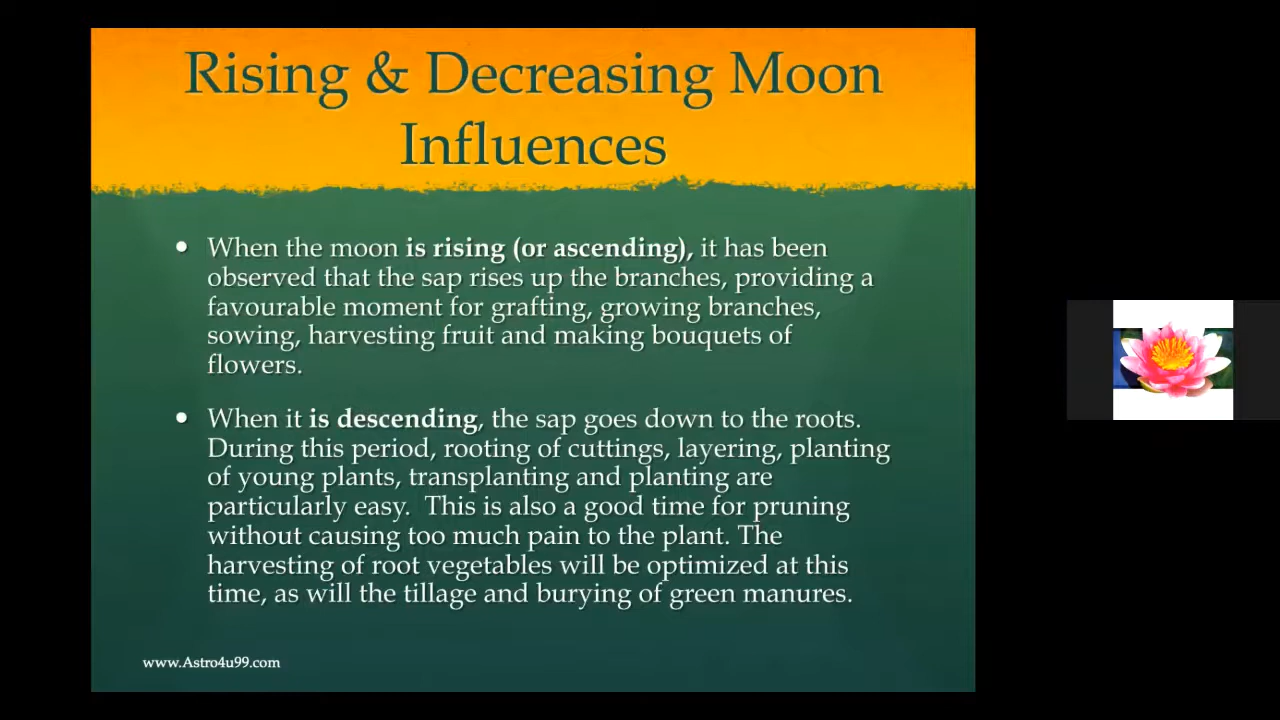 Rising & Decreasing Moon
Influences
• When the moon is rising (or ascending), it has been
observed that the sap rises up the branches, providing a
favourable moment for grafting, growing branches,
sowing, harvesting fruit and making bouquets of
flowers.
• When it is descending, the sap goes down to the roots.
During this period, rooting of cuttings, layering, planting
of young plants, transplanting and planting are
particularly easy.  This is also a good time for pruning
without causing too much pain to the plant. The
harvesting of root vegetables will be optimized at this
time, as will the tillage and burying of green manures.
www.Astro4u99.com